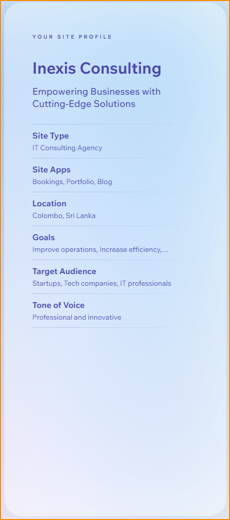 YOUR SITE PROFILE
Inexis Consulting
Empowering Businesses with
Cutting-Edge Solutions
Site Type
IT Consulting Agency
Site Apps
Bookings, Portfolio, Blog
Location
Colombo, Sri Lanka
Goals
Improve operations, Increase efficiency,...
Target Audience
Startups, Tech companies, IT professionals
Tone of Voice
Professional and innovative